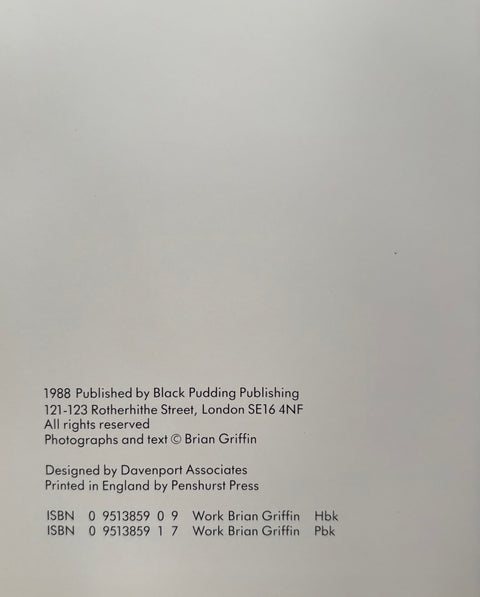 1988 Published by Black Pudding Publishing
121-123 Rotherhithe Street, London SE16 4NF
All rights reserved
Photographs and text © Brian Griffin
Designed by Davenport Associates
Printed in England by Penshurst Press
ISBN 0 9513859 0 9 Work Brian Griffin Hbk
ISBN 0 9513859 1 7 Work Brian Griffin Pbk